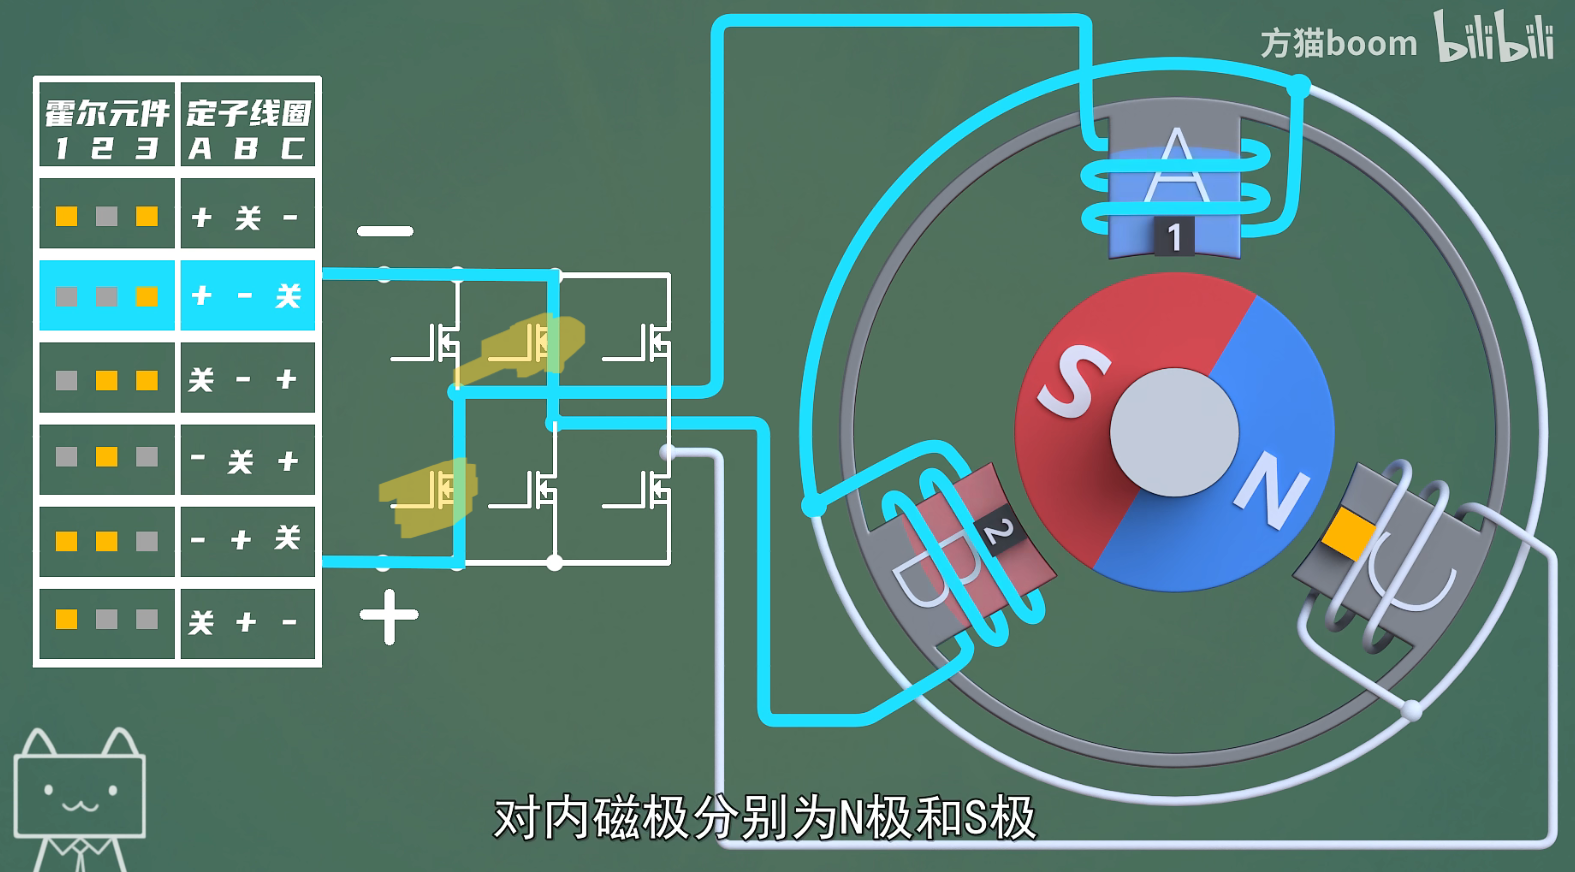 方猫boom bilibili
霍尔元件 定子线圈
1 2 3 A B C
+ 关 -
+ - 关
关 - +
- 关 +
- + 关
关 + -
−
+
A
1
S
N
2
B
C
对内磁极分别为N极和S极